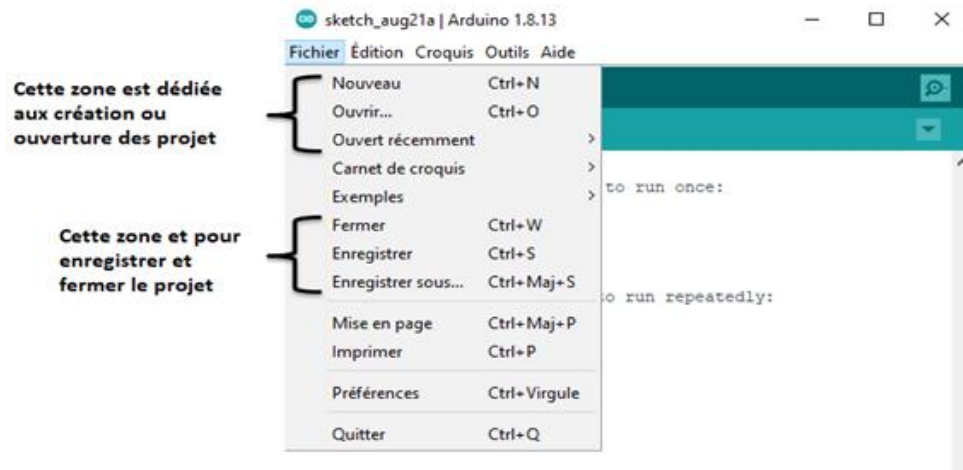 sketch_aug21a | Arduino 1.8.13
Fichier Édition Croquis Outils Aide
Cette zone est dédiée
aux création ou
ouverture des projet
Nouveau Ctrl+N
Ouvrir... Ctrl+O
Ouvert récemment
Carnet de croquis
Exemples
to run once:
Cette zone et pour
enregistrer et
fermer le projet
Fermer Ctrl+W
Enregistrer Ctrl+S
Enregistrer sous... Ctrl+Maj+S
to run repeatedly:
Mise en page Ctrl+Maj+P
Imprimer Ctrl+P
Préférences Ctrl+Virgule
Quitter Ctrl+Q